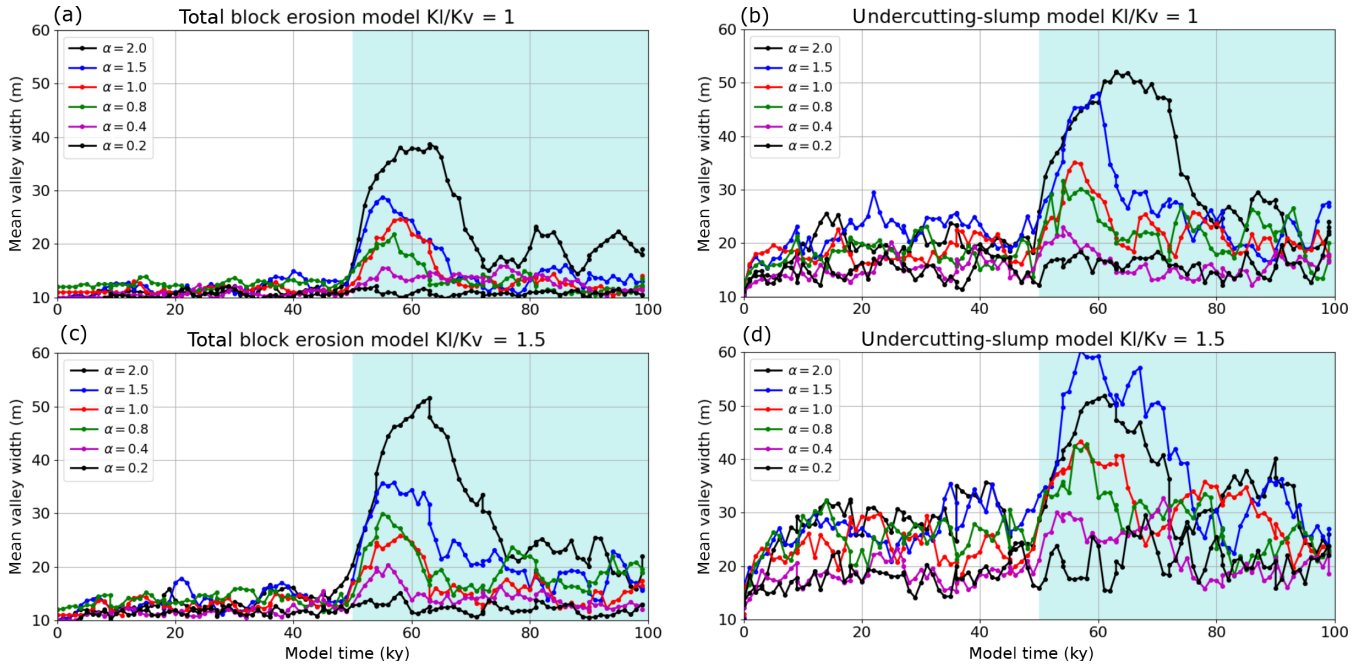 (a) Total block erosion model Kl/Kv = 1
60
50
40
30
20
10
Mean valley width (m)
α = 2.0
α = 1.5
α = 1.0
α = 0.8
α = 0.4
α = 0.2
0 20 40 60 80 100
(b) Undercutting-slump model Kl/Kv = 1
60
50
40
30
20
10
Mean valley width (m)
α = 2.0
α = 1.5
α = 1.0
α = 0.8
α = 0.4
α = 0.2
0 20 40 60 80 100
(c) Total block erosion model Kl/Kv = 1.5
60
50
40
30
20
10
Mean valley width (m)
α = 2.0
α = 1.5
α = 1.0
α = 0.8
α = 0.4
α = 0.2
0 20 40 60 80 100
Model time (ky)
(d) Undercutting-slump model Kl/Kv = 1.5
60
50
40
30
20
10
Mean valley width (m)
α = 2.0
α = 1.5
α = 1.0
α = 0.8
α = 0.4
α = 0.2
0 20 40 60 80 100
Model time (ky)